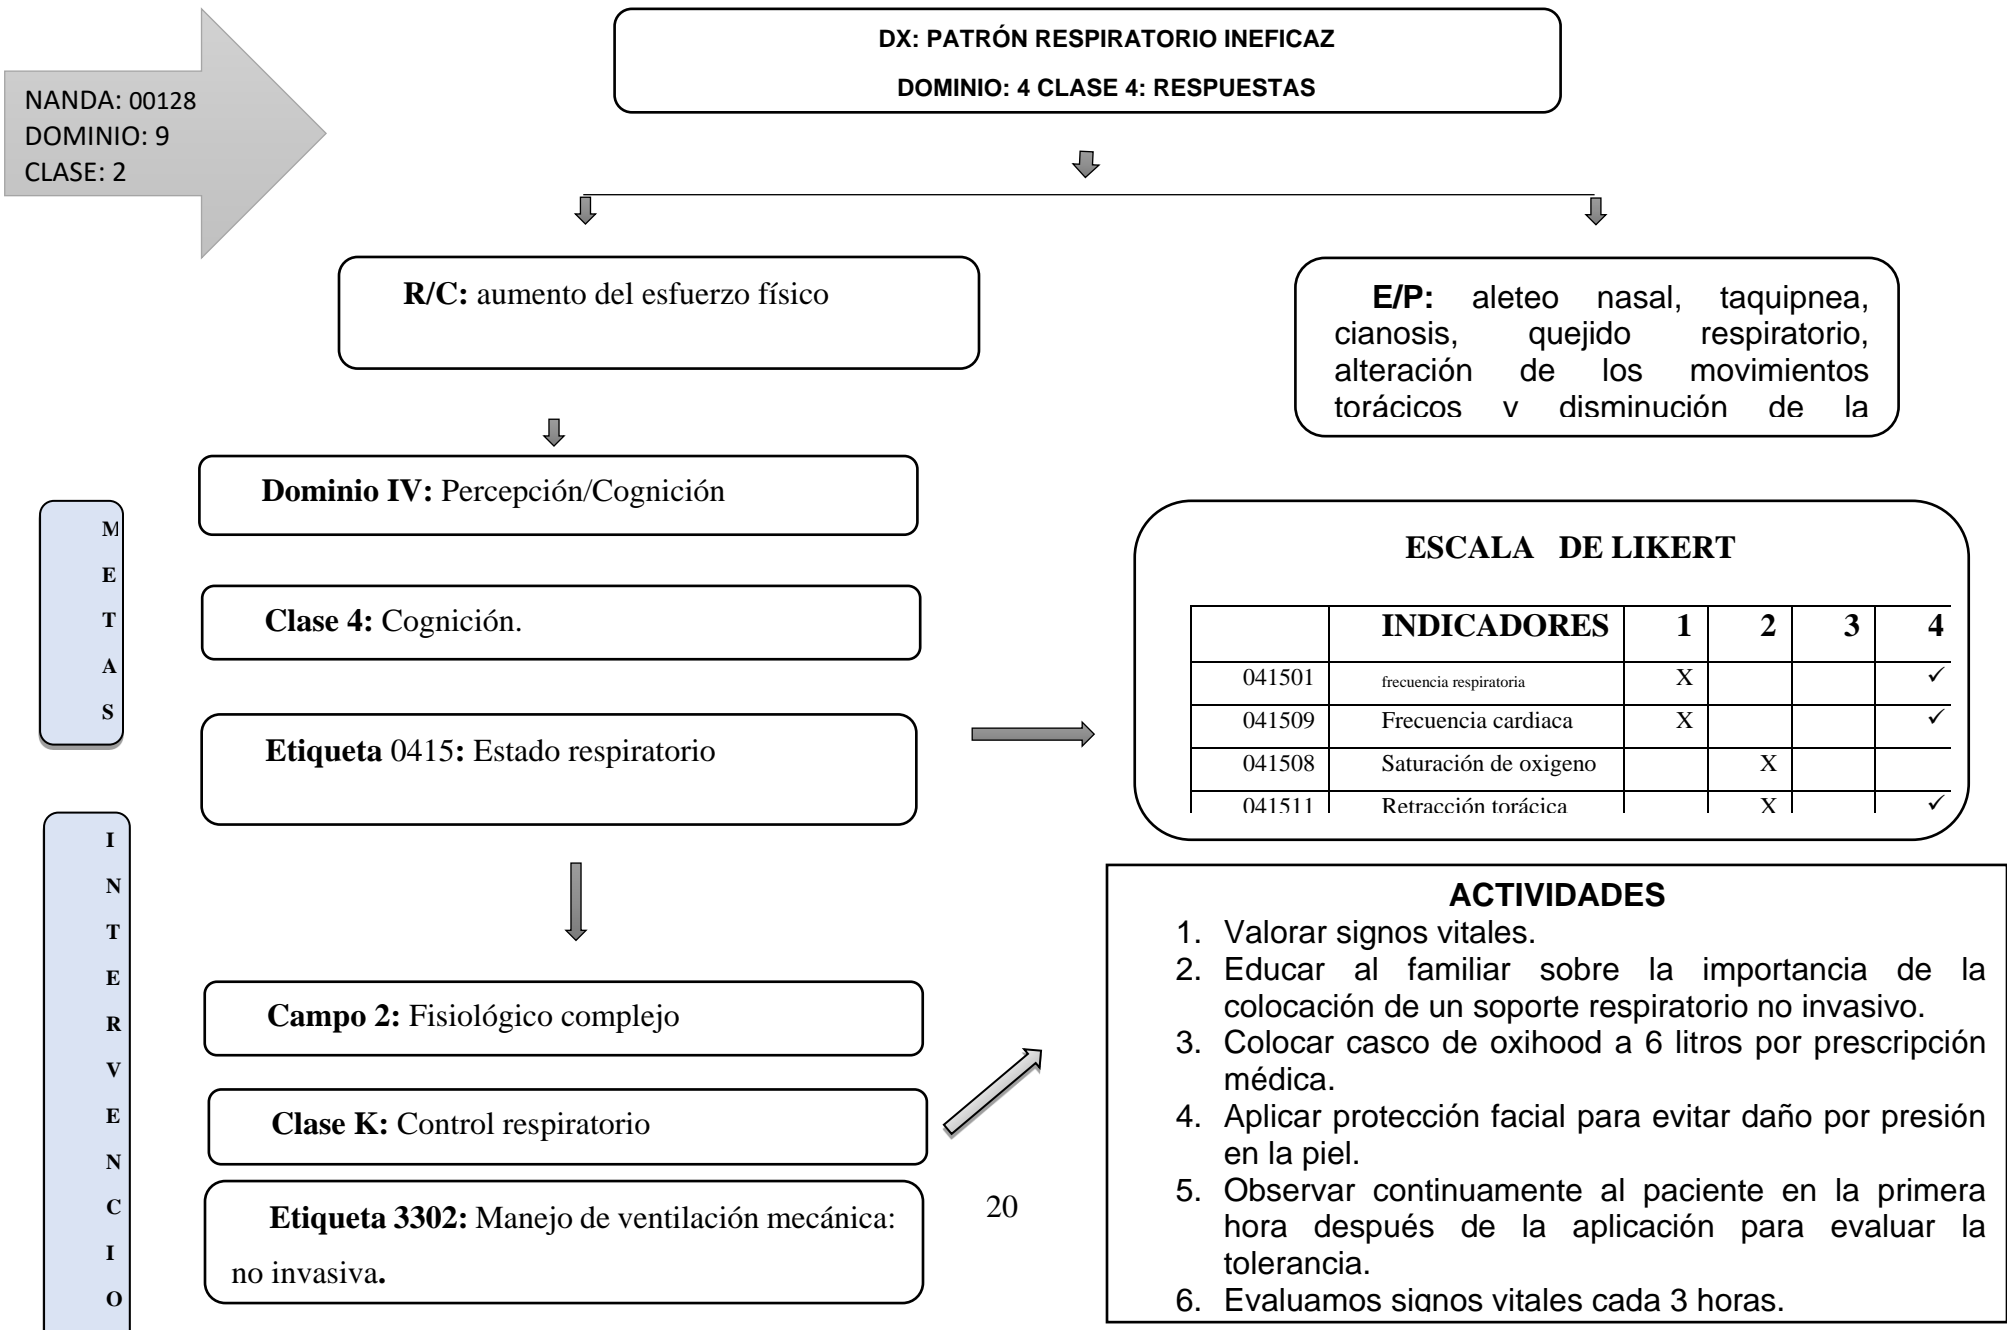 DX: PATRÓN RESPIRATORIO INEFICAZ
DOMINIO: 4 CLASE 4: RESPUESTAS
NANDA: 00128
DOMINIO: 9
CLASE: 2
R/C: aumento del esfuerzo físico
E/P: aleteo nasal, taquipnea,
cianosis, quejido respiratorio,
alteración de los movimientos
torácicos y disminución de la
Dominio IV: Percepción/Cognición
Clase 4: Cognición.
Etiqueta 0415: Estado respiratorio
M
E
T
A
S
ESCALA DE LIKERT
INDICADORES 1 2 3 4
041501 frecuencia respiratoria X ✓
041509 Frecuencia cardiaca X ✓
041508 Saturación de oxigeno X
041511 Retracción torácica X ✓
I
N
T
E
R
V
E
N
C
I
O
Campo 2: Fisiológico complejo
Clase K: Control respiratorio
Etiqueta 3302: Manejo de ventilación mecánica:
no invasiva.
20
ACTIVIDADES
1. Valorar signos vitales.
2. Educar al familiar sobre la importancia de la
colocación de un soporte respiratorio no invasivo.
3. Colocar casco de oxihood a 6 litros por prescripción
médica.
4. Aplicar protección facial para evitar daño por presión
en la piel.
5. Observar continuamente al paciente en la primera
hora después de la aplicación para evaluar la
tolerancia.
6. Evaluamos signos vitales cada 3 horas.